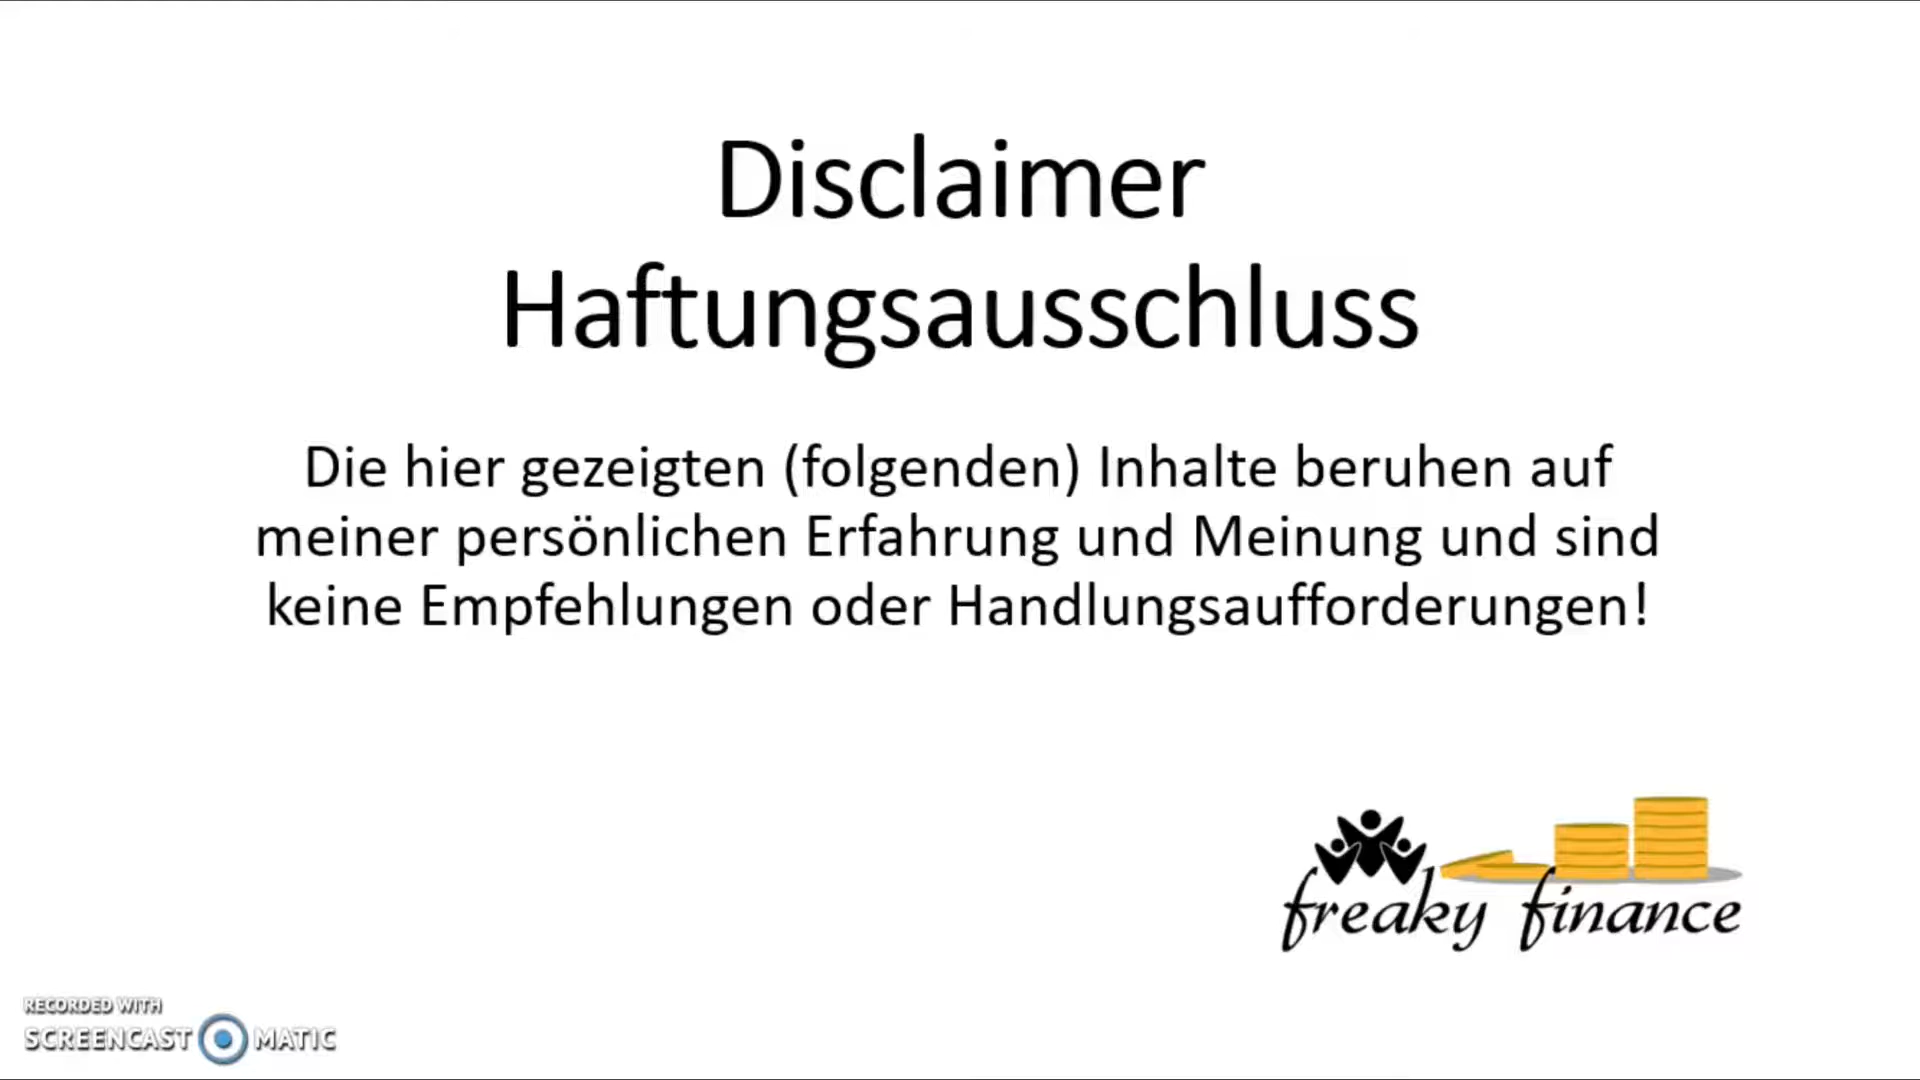 Disclaimer
Haftungsausschluss
Die hier gezeigten (folgenden) Inhalte beruhen auf
meiner persönlichen Erfahrung und Meinung und sind
keine Empfehlungen oder Handlungsaufforderungen!
freaky finance
RECORDED WITH
SCREENCAST MATIC